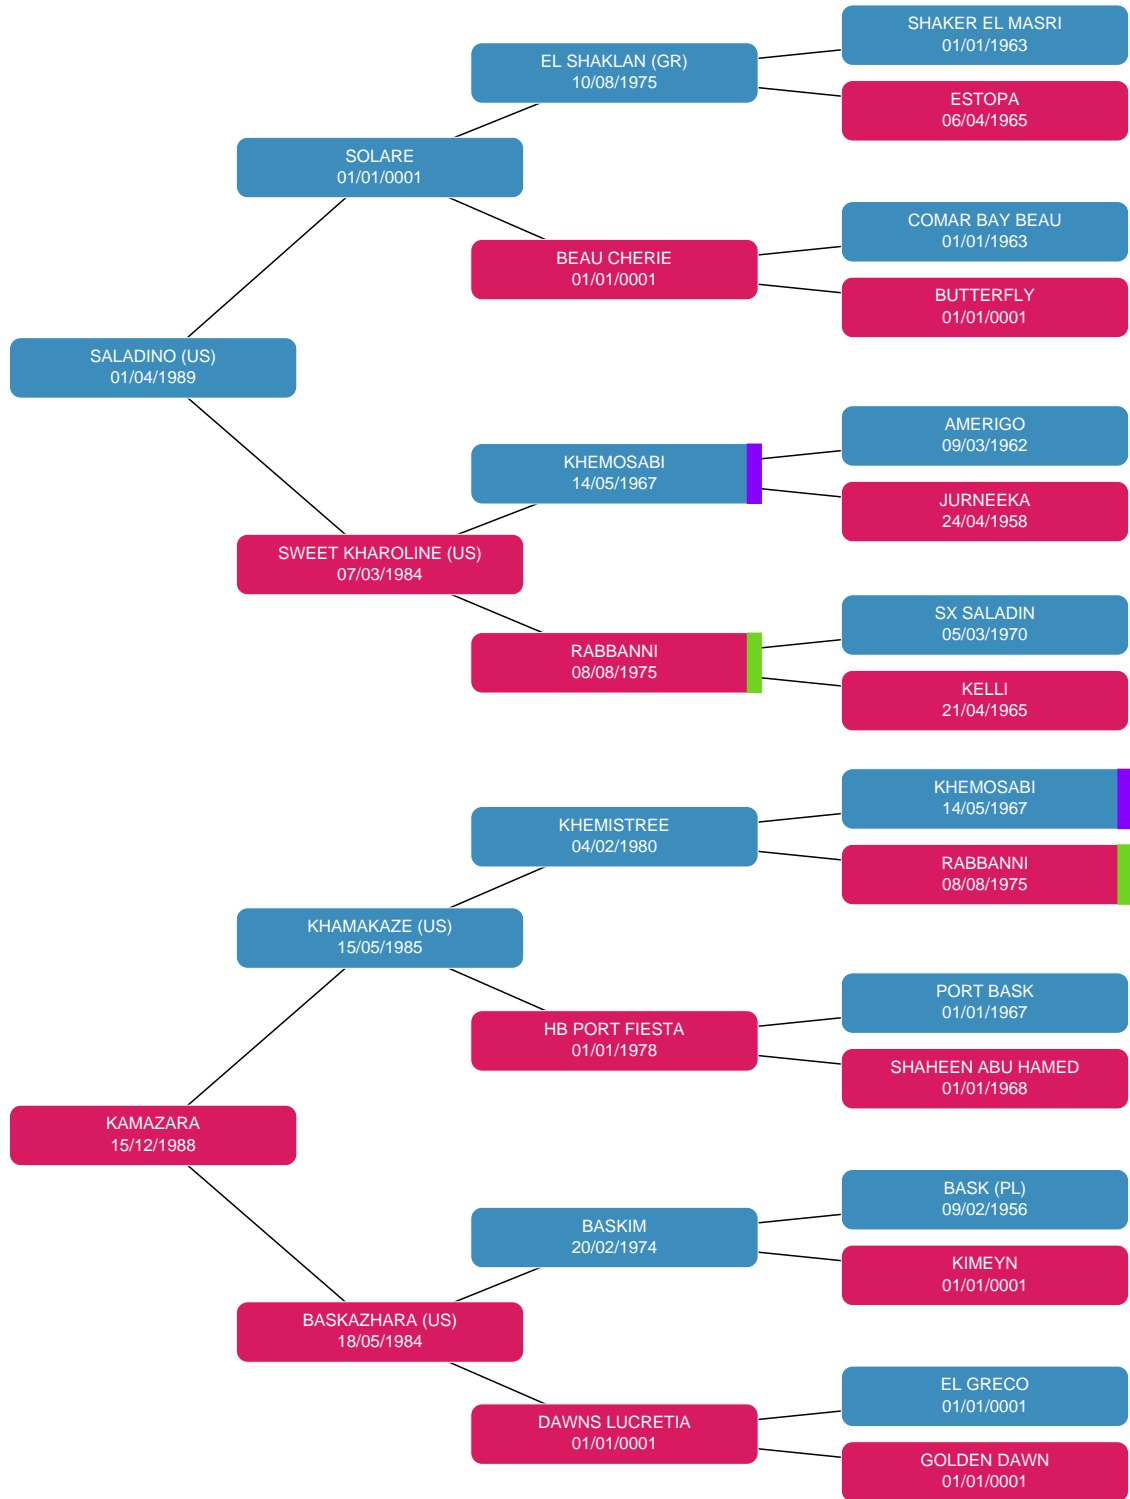 SHAKER EL MASRI
01/01/1963
EL SHAKLAN (GR)
10/08/1975
ESTOPA
06/04/1965
SOLARE
01/01/0001
COMAR BAY BEAU
01/01/1963
BEAU CHERIE
01/01/0001
BUTTERFLY
01/01/0001
SALADINO (US)
01/04/1989
AMERIGO
09/03/1962
KHEMOSABI
14/05/1967
JURNEEKA
24/04/1958
SWEET KHAROLINE (US)
07/03/1984
SX SALADIN
05/03/1970
RABBANNI
08/08/1975
KELLI
21/04/1965
KHEMOSABI
14/05/1967
KHEMISTREE
04/02/1980
RABBANNI
08/08/1975
KHAMAKAZE (US)
15/05/1985
PORT BASK
01/01/1967
HB PORT FIESTA
01/01/1978
SHAHEEN ABU HAMED
01/01/1968
KAMAZARA
15/12/1988
BASK (PL)
09/02/1956
BASKIM
20/02/1974
KIMEYN
01/01/0001
BASKAZHARA (US)
18/05/1984
EL GRECO
01/01/0001
DAWNS LUCRETIA
01/01/0001
GOLDEN DAWN
01/01/0001